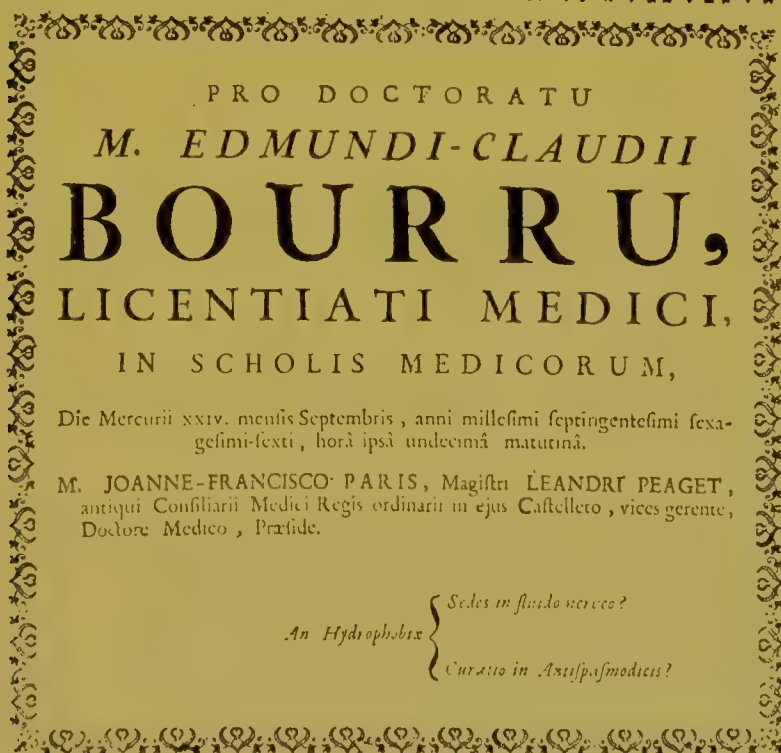 PRO DOCTORATU
M. EDMUNDI-CLAUDII
BOURRU,
LICENTIATI MEDICI,
IN SCHOLIS MEDICORUM,
Die Mercurii xxiv. menſis Septembris, anni milleſimi ſeptingenteſimi ſexa-
geſimi-ſexti, horâ ipsâ undecimâ matutinâ.
M. JOANNE-FRANCISCO PARIS, Magiſtri LEANDRI PEAGET,
antiqui Conſiliarii Medici Regis ordinarii in ejus Caſtelleto, vices gerente,
Doctore Medico, Præſide.
An Hydrophobiæ
Sedes in fluido nerveo?
Curatio in Antiſpaſmodicis?